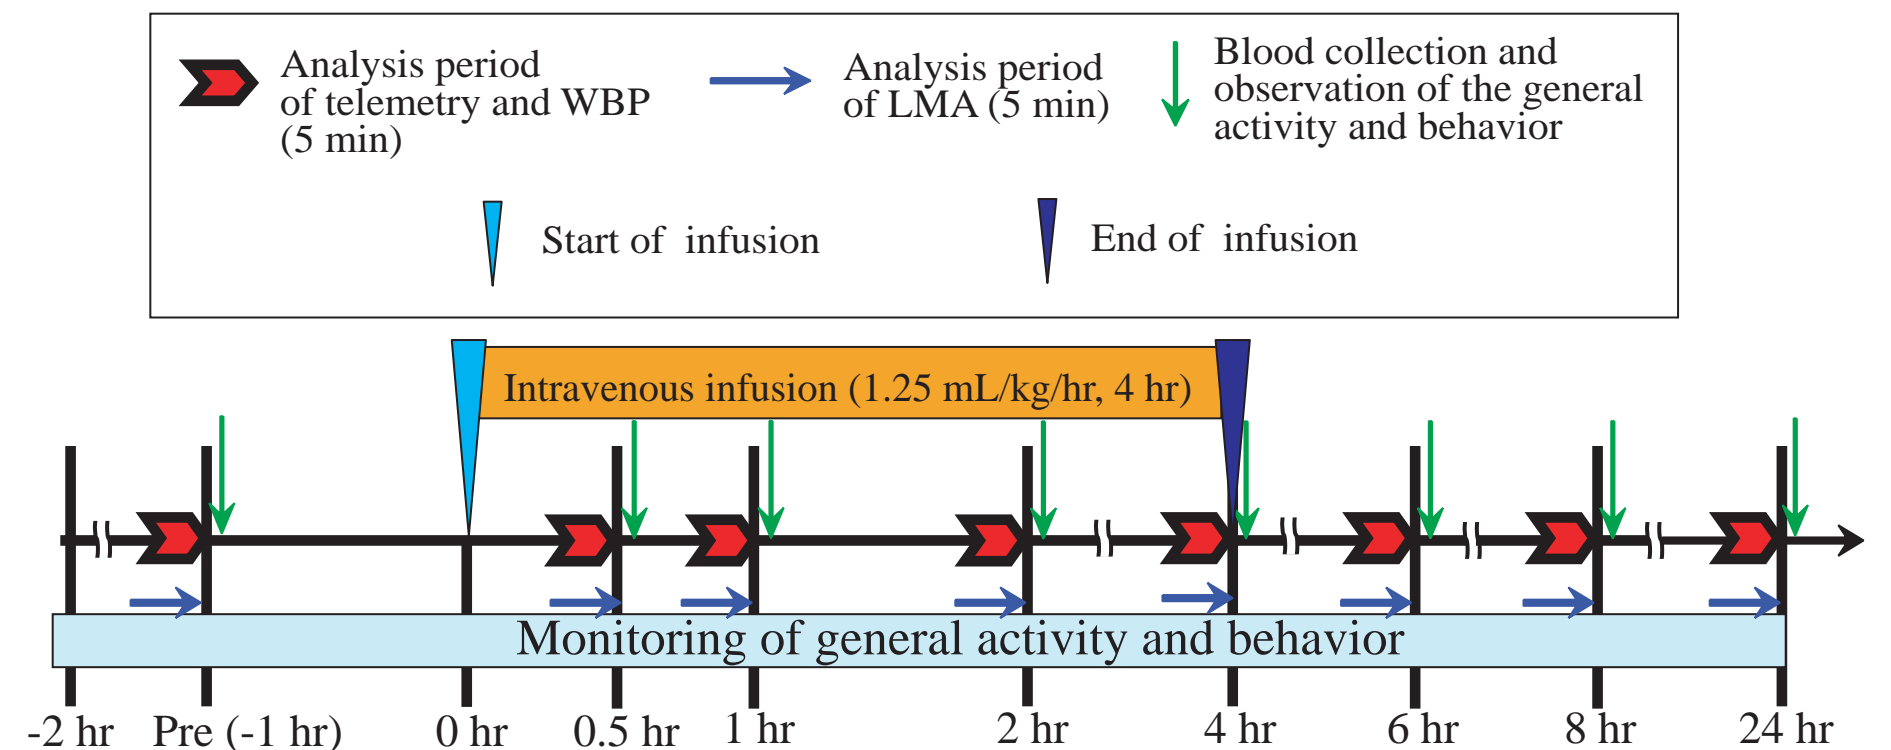 Analysis period
of telemetry and WBP
(5 min)
Analysis period
of LMA (5 min)
Blood collection and
observation of the general
activity and behavior
Start of infusion
End of infusion
Intravenous infusion (1.25 mL/kg/hr, 4 hr)
Monitoring of general activity and behavior
-2 hr
Pre (-1 hr)
0 hr
0.5 hr
1 hr
2 hr
4 hr
6 hr
8 hr
24 hr